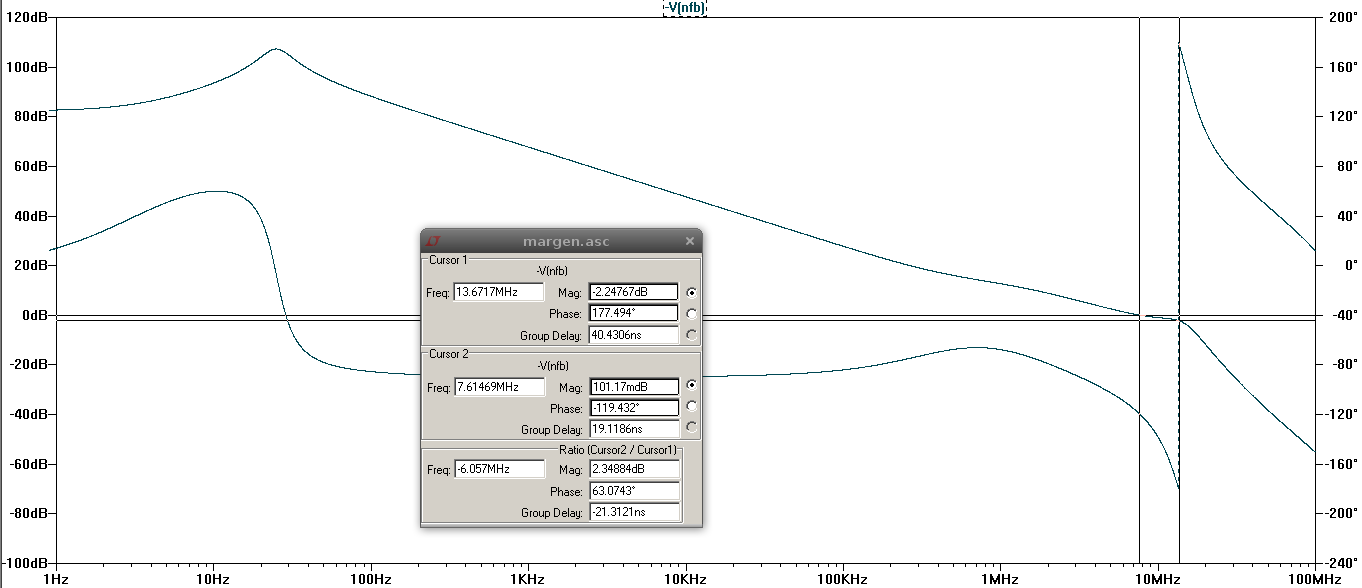 -V(nfb)
120dB 200°
100dB 160°
80dB 120°
60dB 80°
40dB 40°
20dB 0°
0dB -40°
-20dB -80°
-40dB -120°
-60dB -160°
-80dB -200°
-100dB -240°
1Hz 10Hz 100Hz 1KHz 10KHz 100KHz 1MHz 10MHz 100MHz
margen.asc
Cursor 1
-V(nfb)
Freq: 13.6717MHz Mag: -2.24767dB
Phase: 177.494°
Group Delay: 40.4306ns
Cursor 2
-V(nfb)
Freq: 7.61469MHz Mag: 101.17mdB
Phase: -119.432°
Group Delay: 19.1186ns
Ratio (Cursor2 / Cursor1)
Freq: -6.057MHz Mag: 2.34884dB
Phase: 63.0743°
Group Delay: -21.3121ns